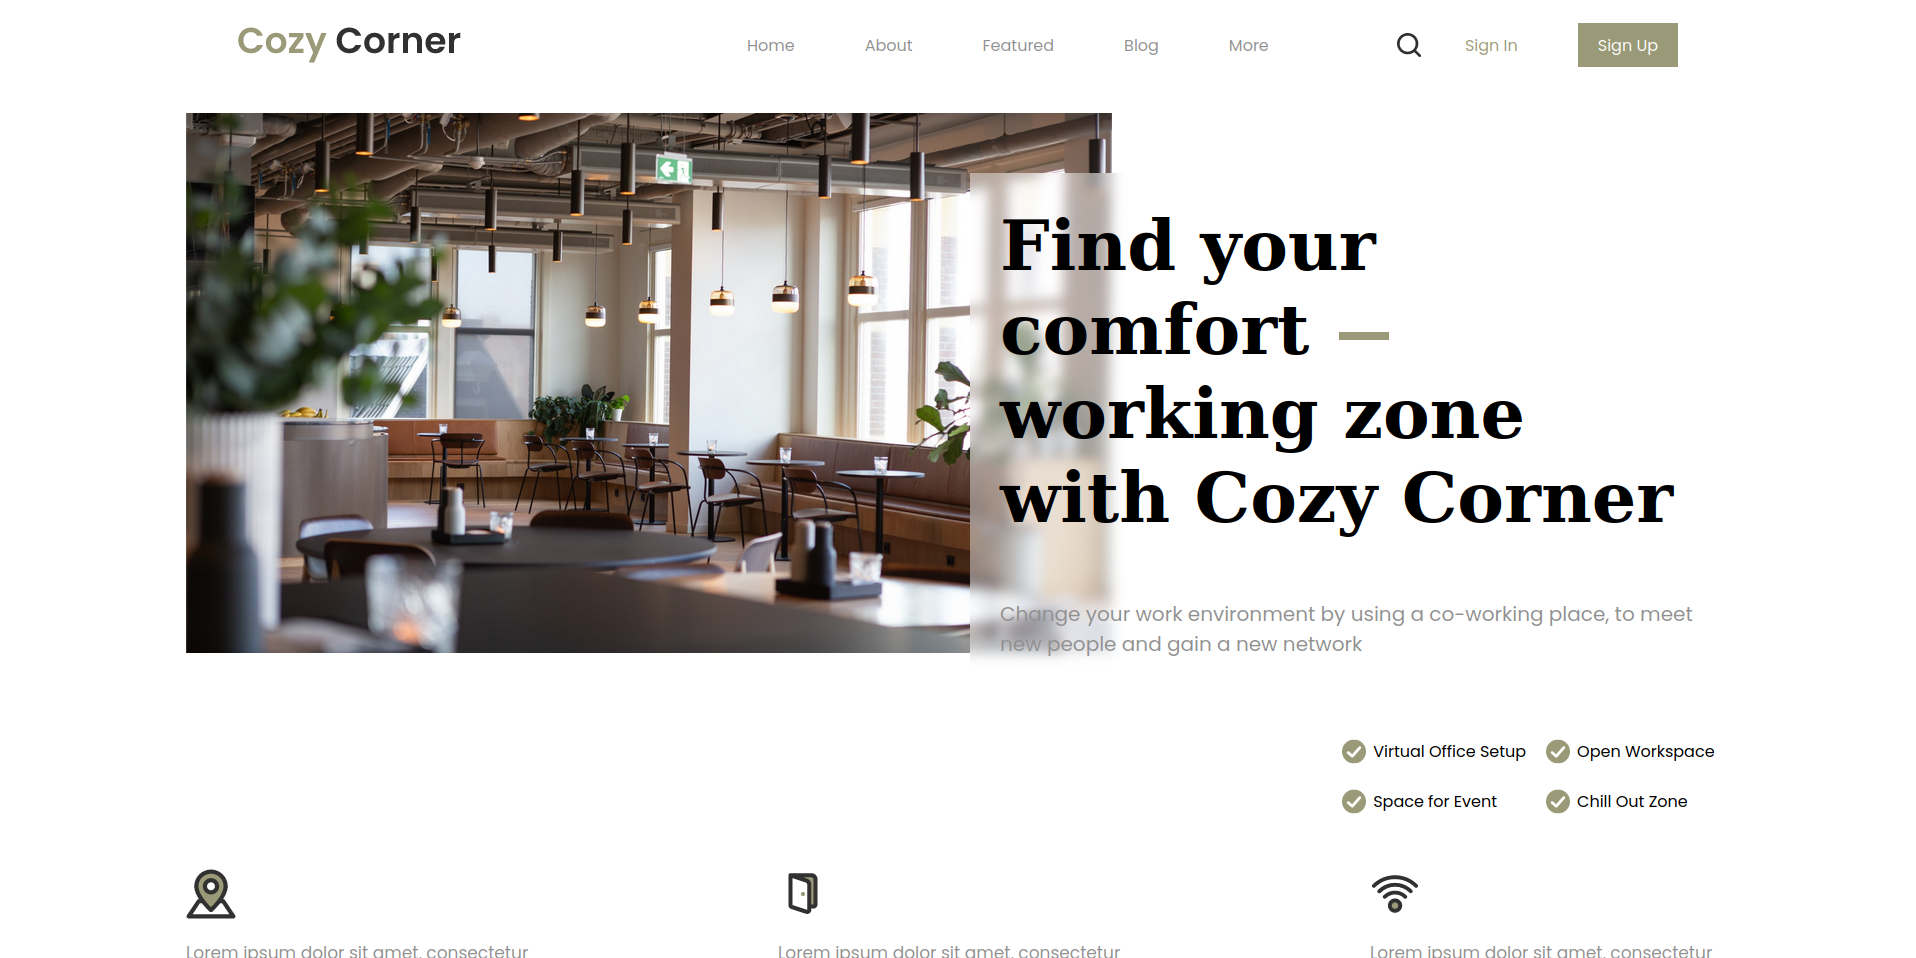 Cozy Corner
Home About Featured Blog More Sign In Sign Up
Find your
comfort
working zone
with Cozy Corner
Change your work environment by using a co-working place, to meet
new people and gain a new network
Virtual Office Setup Open Workspace
Space for Event Chill Out Zone
Lorem ipsum dolor sit amet, consectetur Lorem ipsum dolor sit amet, consectetur Lorem ipsum dolor sit amet, consectetur